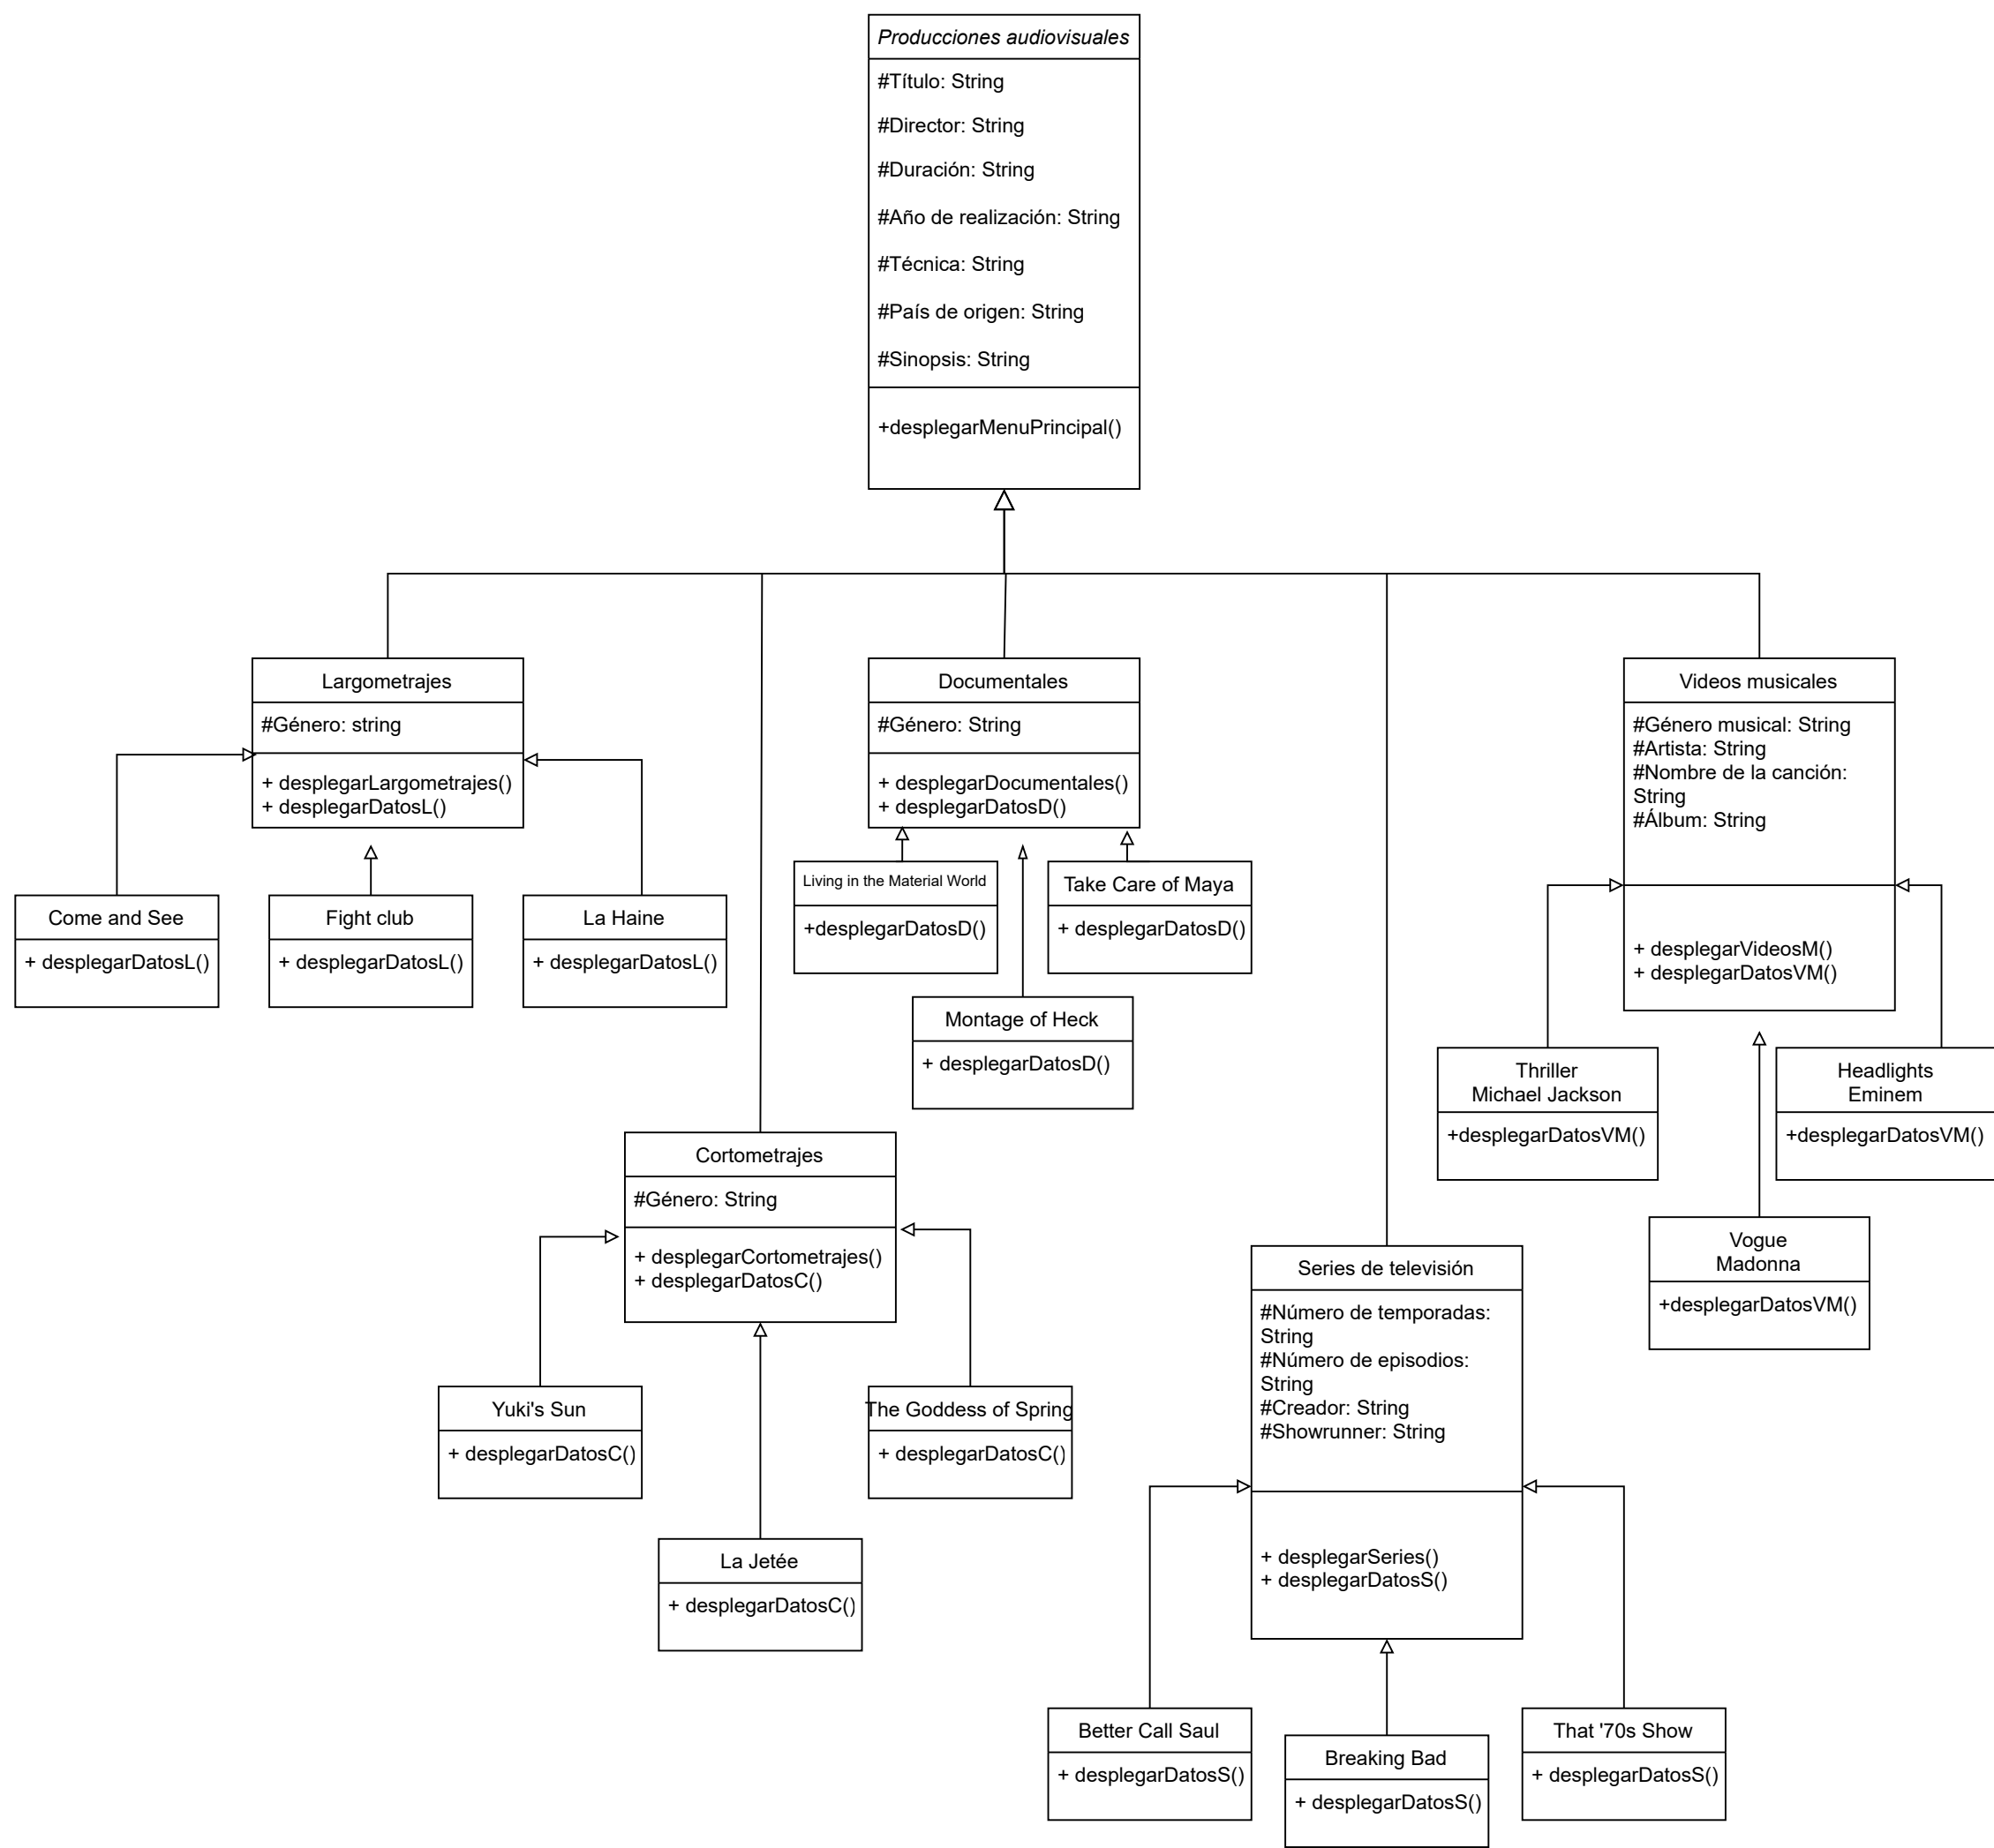 Producciones audiovisuales
#Título: String
#Director: String
#Duración: String
#Año de realización: String
#Técnica: String
#País de origen: String
#Sinopsis: String
+desplegarMenuPrincipal()
Largometrajes
#Género: string
+ desplegarLargometrajes()
+ desplegarDatosL()
Come and See
+ desplegarDatosL()
Fight club
+ desplegarDatosL()
La Haine
+ desplegarDatosL()
Documentales
#Género: String
+ desplegarDocumentales()
+ desplegarDatosD()
Living in the Material World
+desplegarDatosD()
Take Care of Maya
+ desplegarDatosD()
Montage of Heck
+ desplegarDatosD()
Videos musicales
#Género musical: String
#Artista: String
#Nombre de la canción:
String
#Álbum: String
+ desplegarVideosM()
+ desplegarDatosVM()
Thriller
Michael Jackson
+desplegarDatosVM()
Headlights
Eminem
+desplegarDatosVM()
Vogue
Madonna
+desplegarDatosVM()
Cortometrajes
#Género: String
+ desplegarCortometrajes()
+ desplegarDatosC()
Yuki's Sun
+ desplegarDatosC()
The Goddess of Spring
+ desplegarDatosC()
La Jetée
+ desplegarDatosC()
Series de televisión
#Número de temporadas:
String
#Número de episodios:
String
#Creador: String
#Showrunner: String
+ desplegarSeries()
+ desplegarDatosS()
Better Call Saul
+ desplegarDatosS()
Breaking Bad
+ desplegarDatosS()
That '70s Show
+ desplegarDatosS()